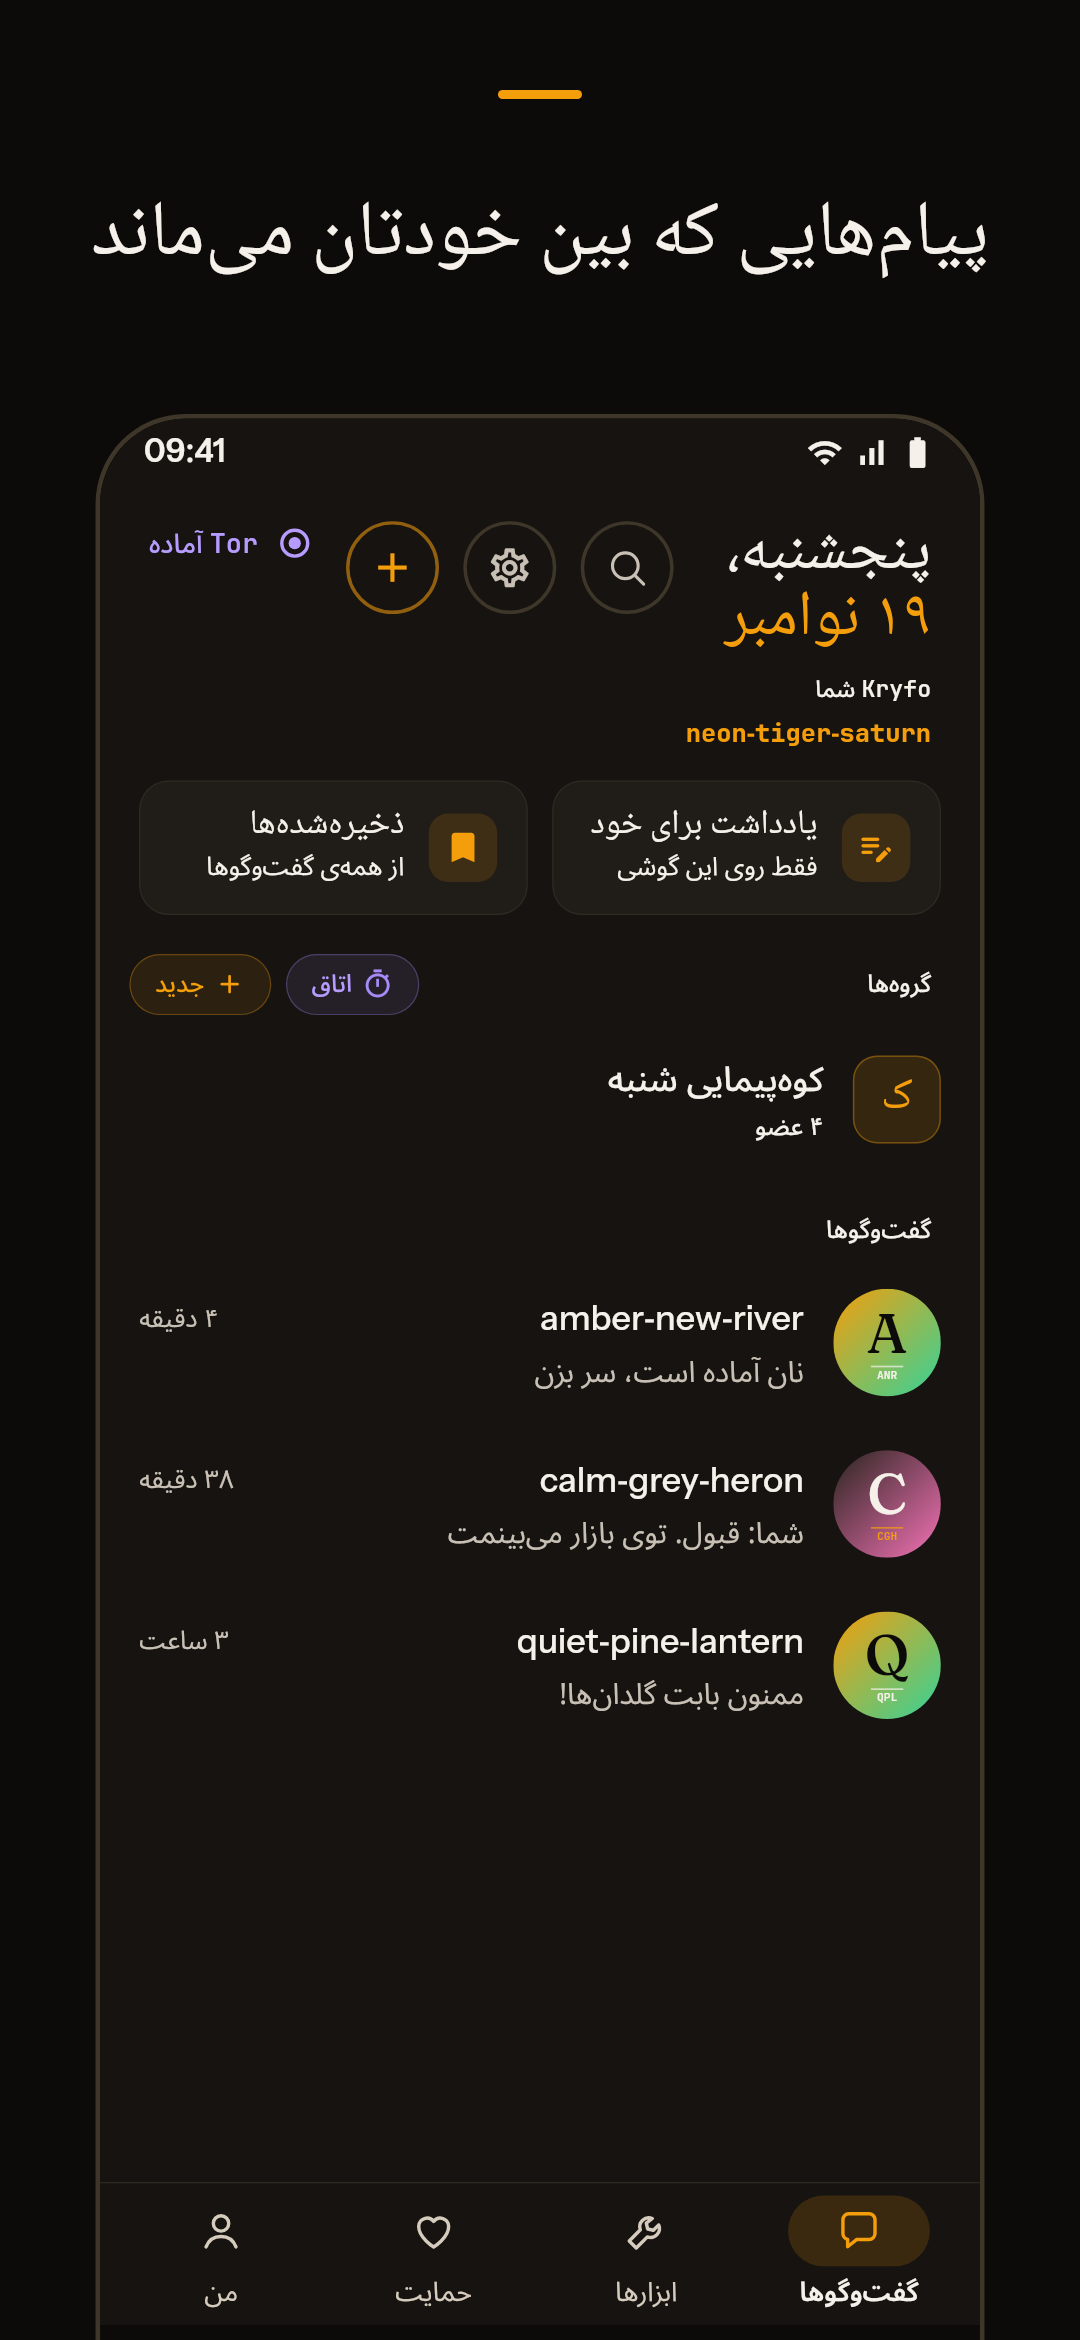 پیام‌هایی که بین خودتان می‌ماند
09:41
پنجشنبه،
۱۹ نوامبر
Tor آماده
Kryfo شما
neon-tiger-saturn
یادداشت برای خود
فقط روی این گوشی
ذخیره‌شده‌ها
از همه‌ی گفت‌وگوها
گروه‌ها
اتاق
جدید
ک
کوه‌پیمایی شنبه
۴ عضو
گفت‌وگوها
A
ANR
amber-new-river
۴ دقیقه
نان آماده است، سر بزن
C
CGH
calm-grey-heron
۳۸ دقیقه
شما: قبول. توی بازار می‌بینمت
Q
QPL
quiet-pine-lantern
۳ ساعت
ممنون بابت گلدان‌ها!
گفت‌وگوها
ابزارها
حمایت
من